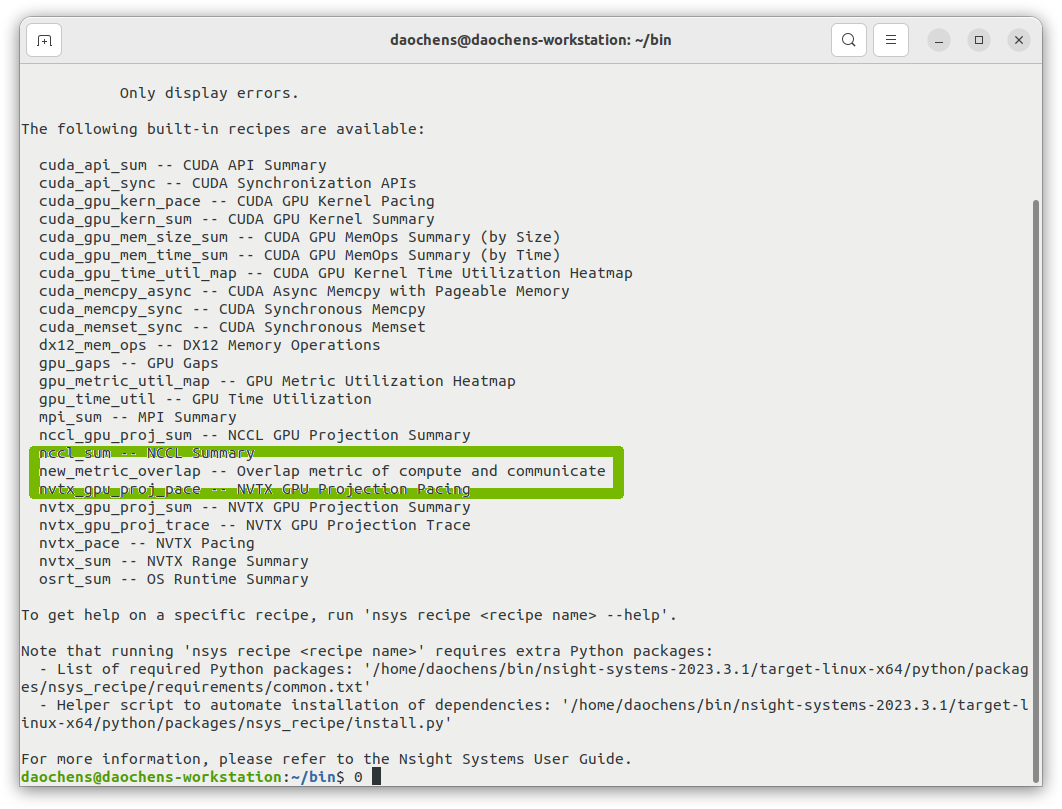 daochens@daochens-workstation: ~/bin
Only display errors.
The following built-in recipes are available:
cuda_api_sum -- CUDA API Summary
cuda_api_sync -- CUDA Synchronization APIs
cuda_gpu_kern_pace -- CUDA GPU Kernel Pacing
cuda_gpu_kern_sum -- CUDA GPU Kernel Summary
cuda_gpu_mem_size_sum -- CUDA GPU MemOps Summary (by Size)
cuda_gpu_mem_time_sum -- CUDA GPU MemOps Summary (by Time)
cuda_gpu_time_util_map -- CUDA GPU Kernel Time Utilization Heatmap
cuda_memcpy_async -- CUDA Async Memcpy with Pageable Memory
cuda_memcpy_sync -- CUDA Synchronous Memcpy
cuda_memset_sync -- CUDA Synchronous Memset
dx12_mem_ops -- DX12 Memory Operations
gpu_gaps -- GPU Gaps
gpu_metric_util_map -- GPU Metric Utilization Heatmap
gpu_time_util -- GPU Time Utilization
mpi_sum -- MPI Summary
nccl_gpu_proj_sum -- NCCL GPU Projection Summary
nccl_sum -- NCCL Summary
new_metric_overlap -- Overlap metric of compute and communicate
nvtx_gpu_proj_pace -- NVTX GPU Projection Pacing
nvtx_gpu_proj_sum -- NVTX GPU Projection Summary
nvtx_gpu_proj_trace -- NVTX GPU Projection Trace
nvtx_pace -- NVTX Pacing
nvtx_sum -- NVTX Range Summary
osrt_sum -- OS Runtime Summary
To get help on a specific recipe, run 'nsys recipe <recipe name> --help'.
Note that running 'nsys recipe <recipe name>' requires extra Python packages:
- List of required Python packages: '/home/daochens/bin/nsight-systems-2023.3.1/target-linux-x64/python/packag
es/nsys_recipe/requirements/common.txt'
- Helper script to automate installation of dependencies: '/home/daochens/bin/nsight-systems-2023.3.1/target-l
inux-x64/python/packages/nsys_recipe/install.py'
For more information, please refer to the Nsight Systems User Guide.
daochens@daochens-workstation:~/bin$ 0